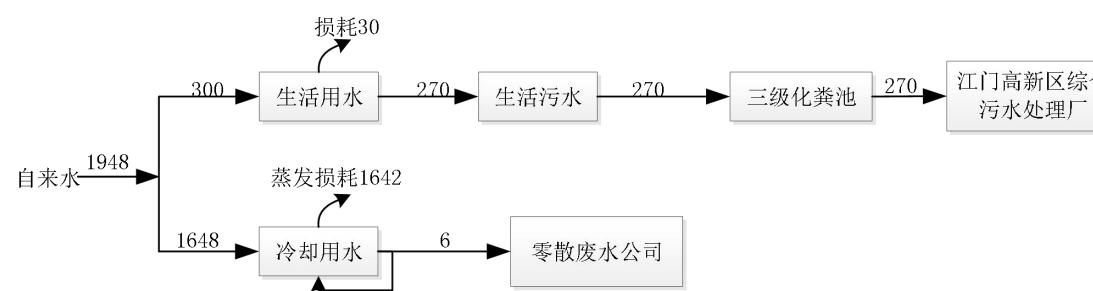 损耗30
300
生活用水
270
生活污水
270
三级化粪池
270
江门高新区综
污水处理厂
自来水
1948
蒸发损耗1642
1648
冷却用水
6
零散废水公司